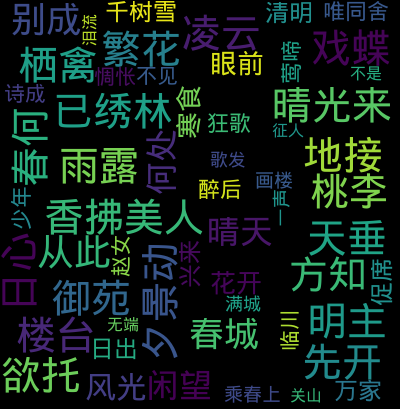 别成
泪流
千树雪
凌云
清明
唯同舍
栖禽
繁花
眼前
莺啼
戏蝶
惆怅
不见
不是
诗成
已绣林
寒食
狂歌
晴光来
征人
春何
雨露
何处
歌发
地接
少年
醉后
画楼
桃李
香拂美人
一声
从此
赵女
兴来
晴天
天垂
日心
御苑
夕景动
花开
方知
促席
满城
楼台
无端
日出
春城
临川
明主
先开
欲托
风光
闲望
乘春上
关山
万家